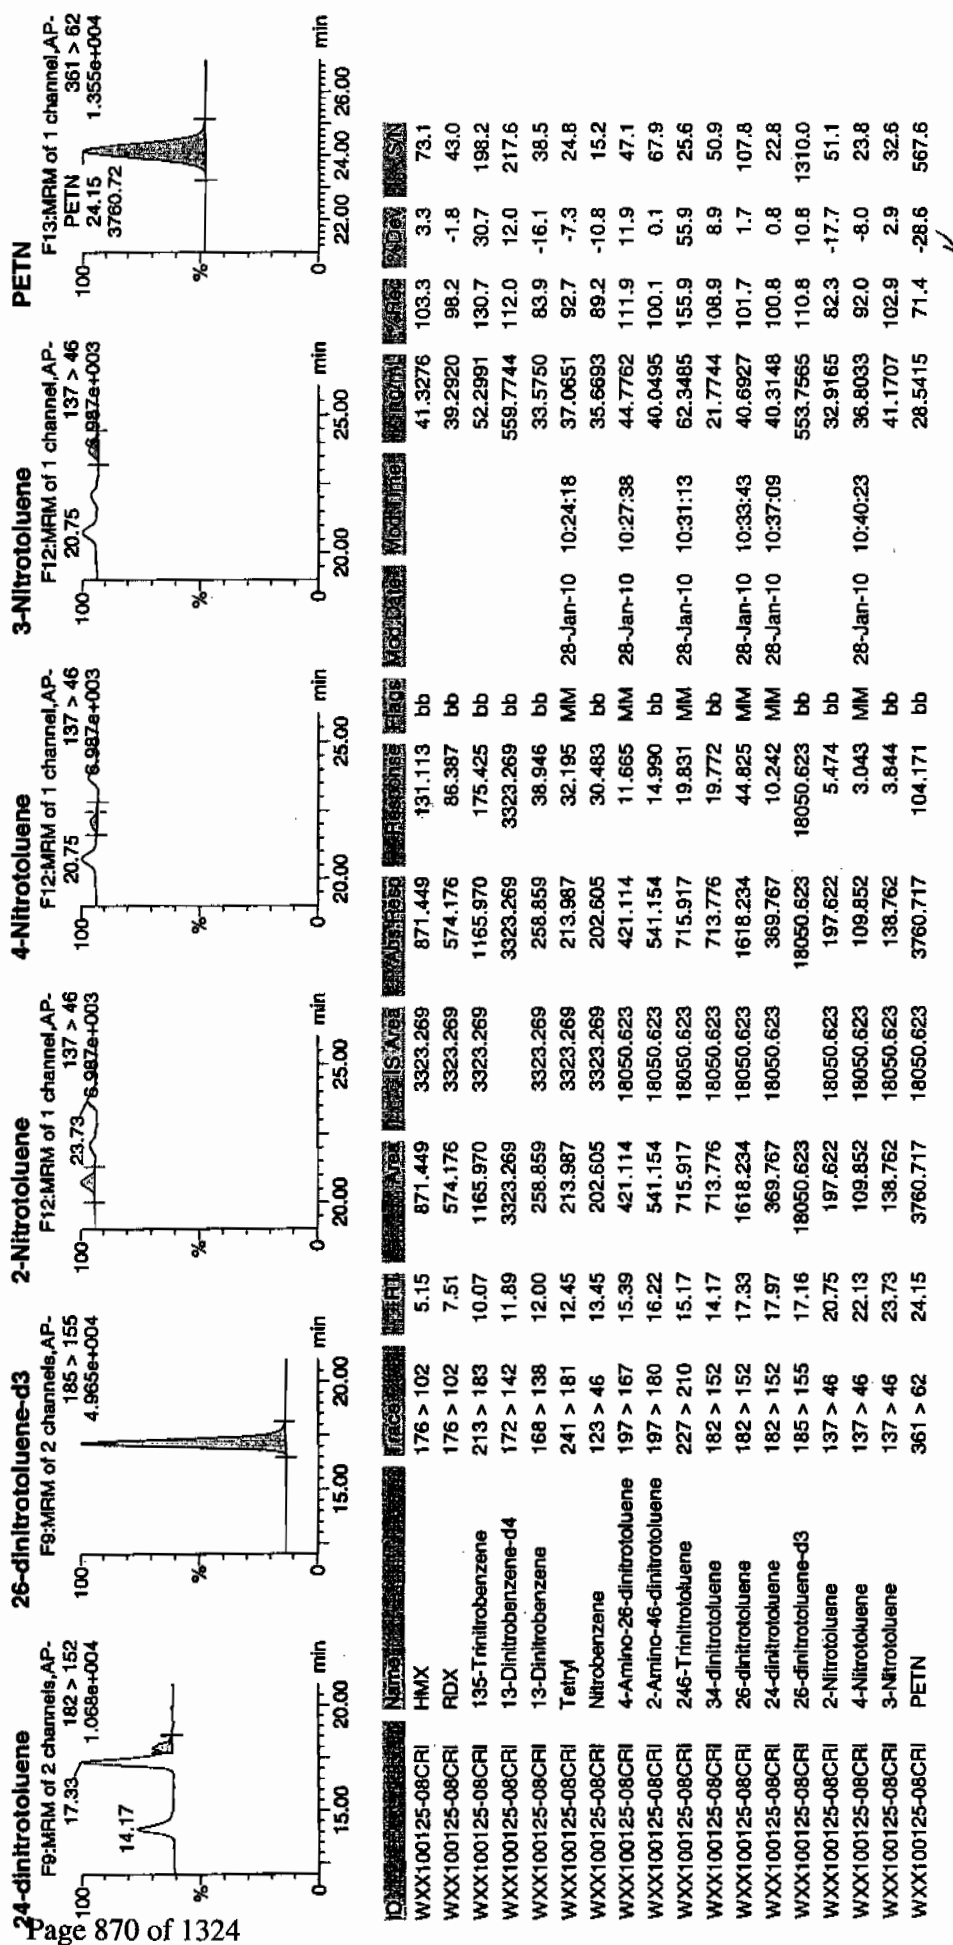 24-dinitrotoluene
F9:MRM of 2 channels,AP-
182 > 152
1.068e+004
17.33
14.17
100
%
0
15.00 20.00 min
26-dinitrotoluene-d3
F9:MRM of 2 channels,AP-
185 > 155
4.965e+004
100
%
0
15.00 20.00 min
2-Nitrotoluene
F12:MRM of 1 channel,AP-
137 > 46
6.987e+003
23.73
100
%
0
20.00 25.00 min
4-Nitrotoluene
F12:MRM of 1 channel,AP-
137 > 46
6.987e+003
20.75
100
%
0
20.00 25.00 min
3-Nitrotoluene
F12:MRM of 1 channel,AP-
137 > 46
6.987e+003
20.75
100
%
0
20.00 25.00 min
PETN
F13:MRM of 1 channel,AP-
361 > 62
1.355e+004
PETN
24.15
3760.72
100
%
0
22.00 24.00 26.00 min
ID Name Trace RT Area IS Area Abs.Resp Response Flags Mod.Date Mod.Time %Rec %Dev S/N
WXX100125-08CRI HMX 176 > 102 5.15 871.449 3323.269 871.449 131.113 bb 41.3276 103.3 3.3 73.1
WXX100125-08CRI RDX 176 > 102 7.51 574.176 3323.269 574.176 86.387 bb 39.2920 98.2 -1.8 43.0
WXX100125-08CRI 135-Trinitrobenzene 213 > 183 10.07 1165.970 3323.269 1165.970 175.425 bb 52.2991 130.7 30.7 198.2
WXX100125-08CRI 13-Dinitrobenzene-d4 172 > 142 11.89 3323.269 3323.269 3323.269 bb 559.7744 112.0 12.0 217.6
WXX100125-08CRI 13-Dinitrobenzene 168 > 138 12.00 258.859 3323.269 258.859 38.946 bb 33.5750 83.9 -16.1 38.5
WXX100125-08CRI Tetryl 241 > 181 12.45 213.987 3323.269 213.987 32.195 MM 28-Jan-10 10:24:18 37.0651 92.7 -7.3 24.8
WXX100125-08CRI Nitrobenzene 123 > 46 13.45 202.605 3323.269 202.605 30.483 bb 35.6693 89.2 -10.8 15.2
WXX100125-08CRI 4-Amino-26-dinitrotoluene 197 > 167 15.39 421.114 18050.623 421.114 11.665 MM 28-Jan-10 10:27:38 44.7762 111.9 11.9 47.1
WXX100125-08CRI 2-Amino-46-dinitrotoluene 197 > 180 16.22 541.154 18050.623 541.154 14.990 bb 40.0495 100.1 0.1 67.9
WXX100125-08CRI 246-Trinitrotoluene 227 > 210 15.17 715.917 18050.623 715.917 19.831 MM 28-Jan-10 10:31:13 62.3485 155.9 55.9 25.6
WXX100125-08CRI 34-dinitrotoluene 182 > 152 14.17 713.776 18050.623 713.776 19.772 bb 21.7744 108.9 8.9 50.9
WXX100125-08CRI 26-dinitrotoluene 182 > 152 17.33 1618.234 18050.623 1618.234 44.825 MM 28-Jan-10 10:33:43 40.6927 101.7 1.7 107.8
WXX100125-08CRI 24-dinitrotoluene 182 > 152 17.97 369.767 18050.623 369.767 10.242 MM 28-Jan-10 10:37:09 40.3148 100.8 0.8 22.8
WXX100125-08CRI 26-dinitrotoluene-d3 185 > 155 17.16 18050.623 18050.623 18050.623 bb 553.7565 110.8 10.8 1310.0
WXX100125-08CRI 2-Nitrotoluene 137 > 46 20.75 197.622 18050.623 197.622 5.474 bb 32.9165 82.3 -17.7 51.1
WXX100125-08CRI 4-Nitrotoluene 137 > 46 22.13 109.852 18050.623 109.852 3.043 MM 28-Jan-10 10:40:23 36.8033 92.0 -8.0 23.8
WXX100125-08CRI 3-Nitrotoluene 137 > 46 23.73 138.762 18050.623 138.762 3.844 bb 41.1707 102.9 2.9 32.6
WXX100125-08CRI PETN 361 > 62 24.15 3760.717 18050.623 3760.717 104.171 bb 28.5415 71.4 -28.6 567.6
Page 870 of 1324